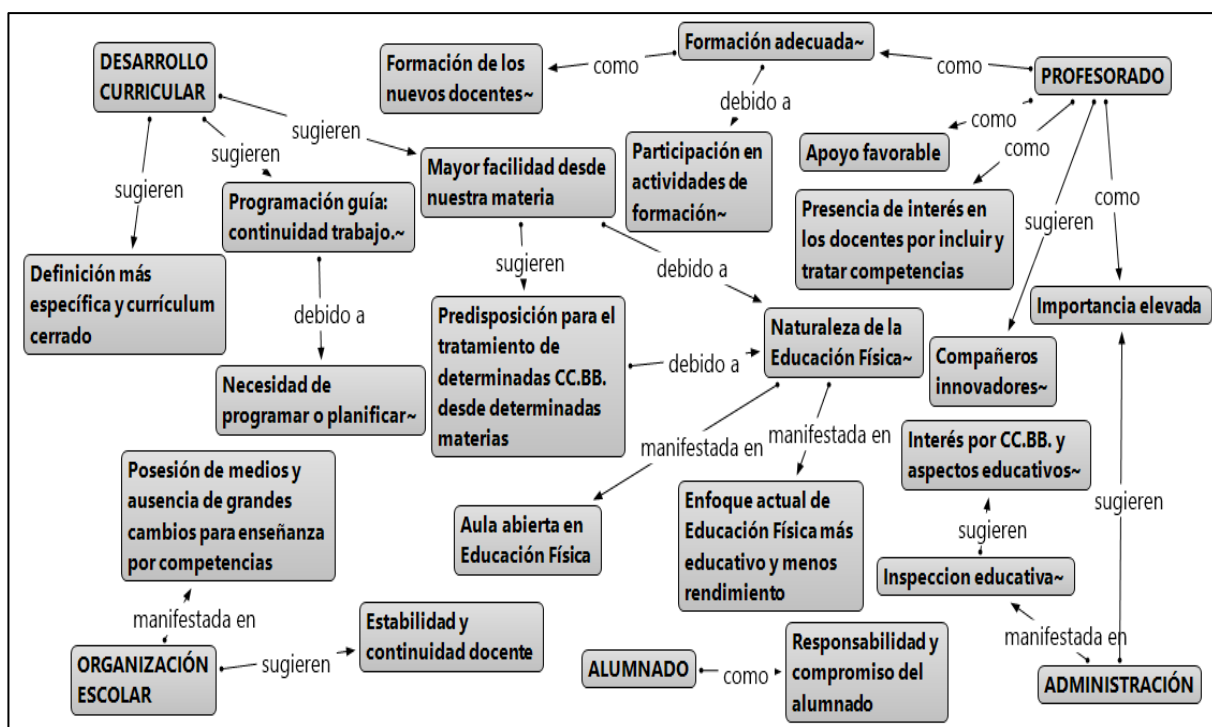 DESARROLLO
CURRICULAR
Formación de los
nuevos docentes~
como
Formación adecuada~
como
PROFESORADO
debido a
sugieren
sugieren
sugieren
Mayor facilidad desde
nuestra materia
Participación en
actividades de
formación~
como
Apoyo favorable
como
Presencia de interés en
los docentes por incluir y
tratar competencias
sugieren
como
Programación guía:
continuidad trabajo.~
Definición más
específica y currículum
cerrado
debido a
sugieren
debido a
Importancia elevada
Predisposición para el
tratamiento de
determinadas CC.BB.
desde determinadas
materias
debido a
Naturaleza de la
Educación Física~
Compañeros
innovadores~
Necesidad de
programar o planificar~
manifestada en
manifestada en
Interés por CC.BB. y
aspectos educativos~
Posesión de medios y
ausencia de grandes
cambios para enseñanza
por competencias
Aula abierta en
Educación Física
Enfoque actual de
Educación Física más
educativo y menos
rendimiento
sugieren
sugieren
Inspeccion educativa~
manifestada en
manifestada en
ORGANIZACIÓN
ESCOLAR
sugieren
Estabilidad y
continuidad docente
ALUMNADO
como
Responsabilidad y
compromiso del
alumnado
ADMINISTRACIÓN